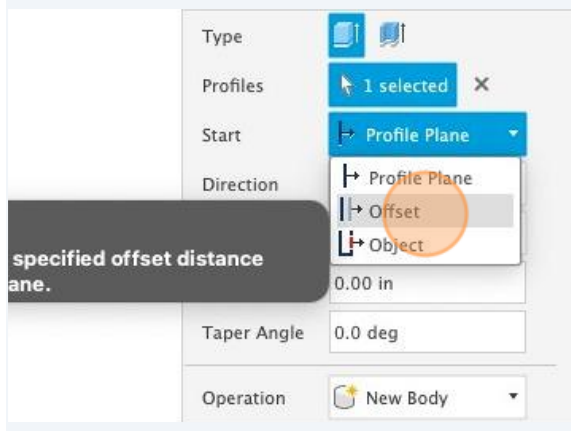 Type
Profiles
1 selected
Start
Profile Plane
Direction
Profile Plane
Offset
Object
specified offset distance
ane.
0.00 in
Taper Angle
0.0 deg
Operation
New Body